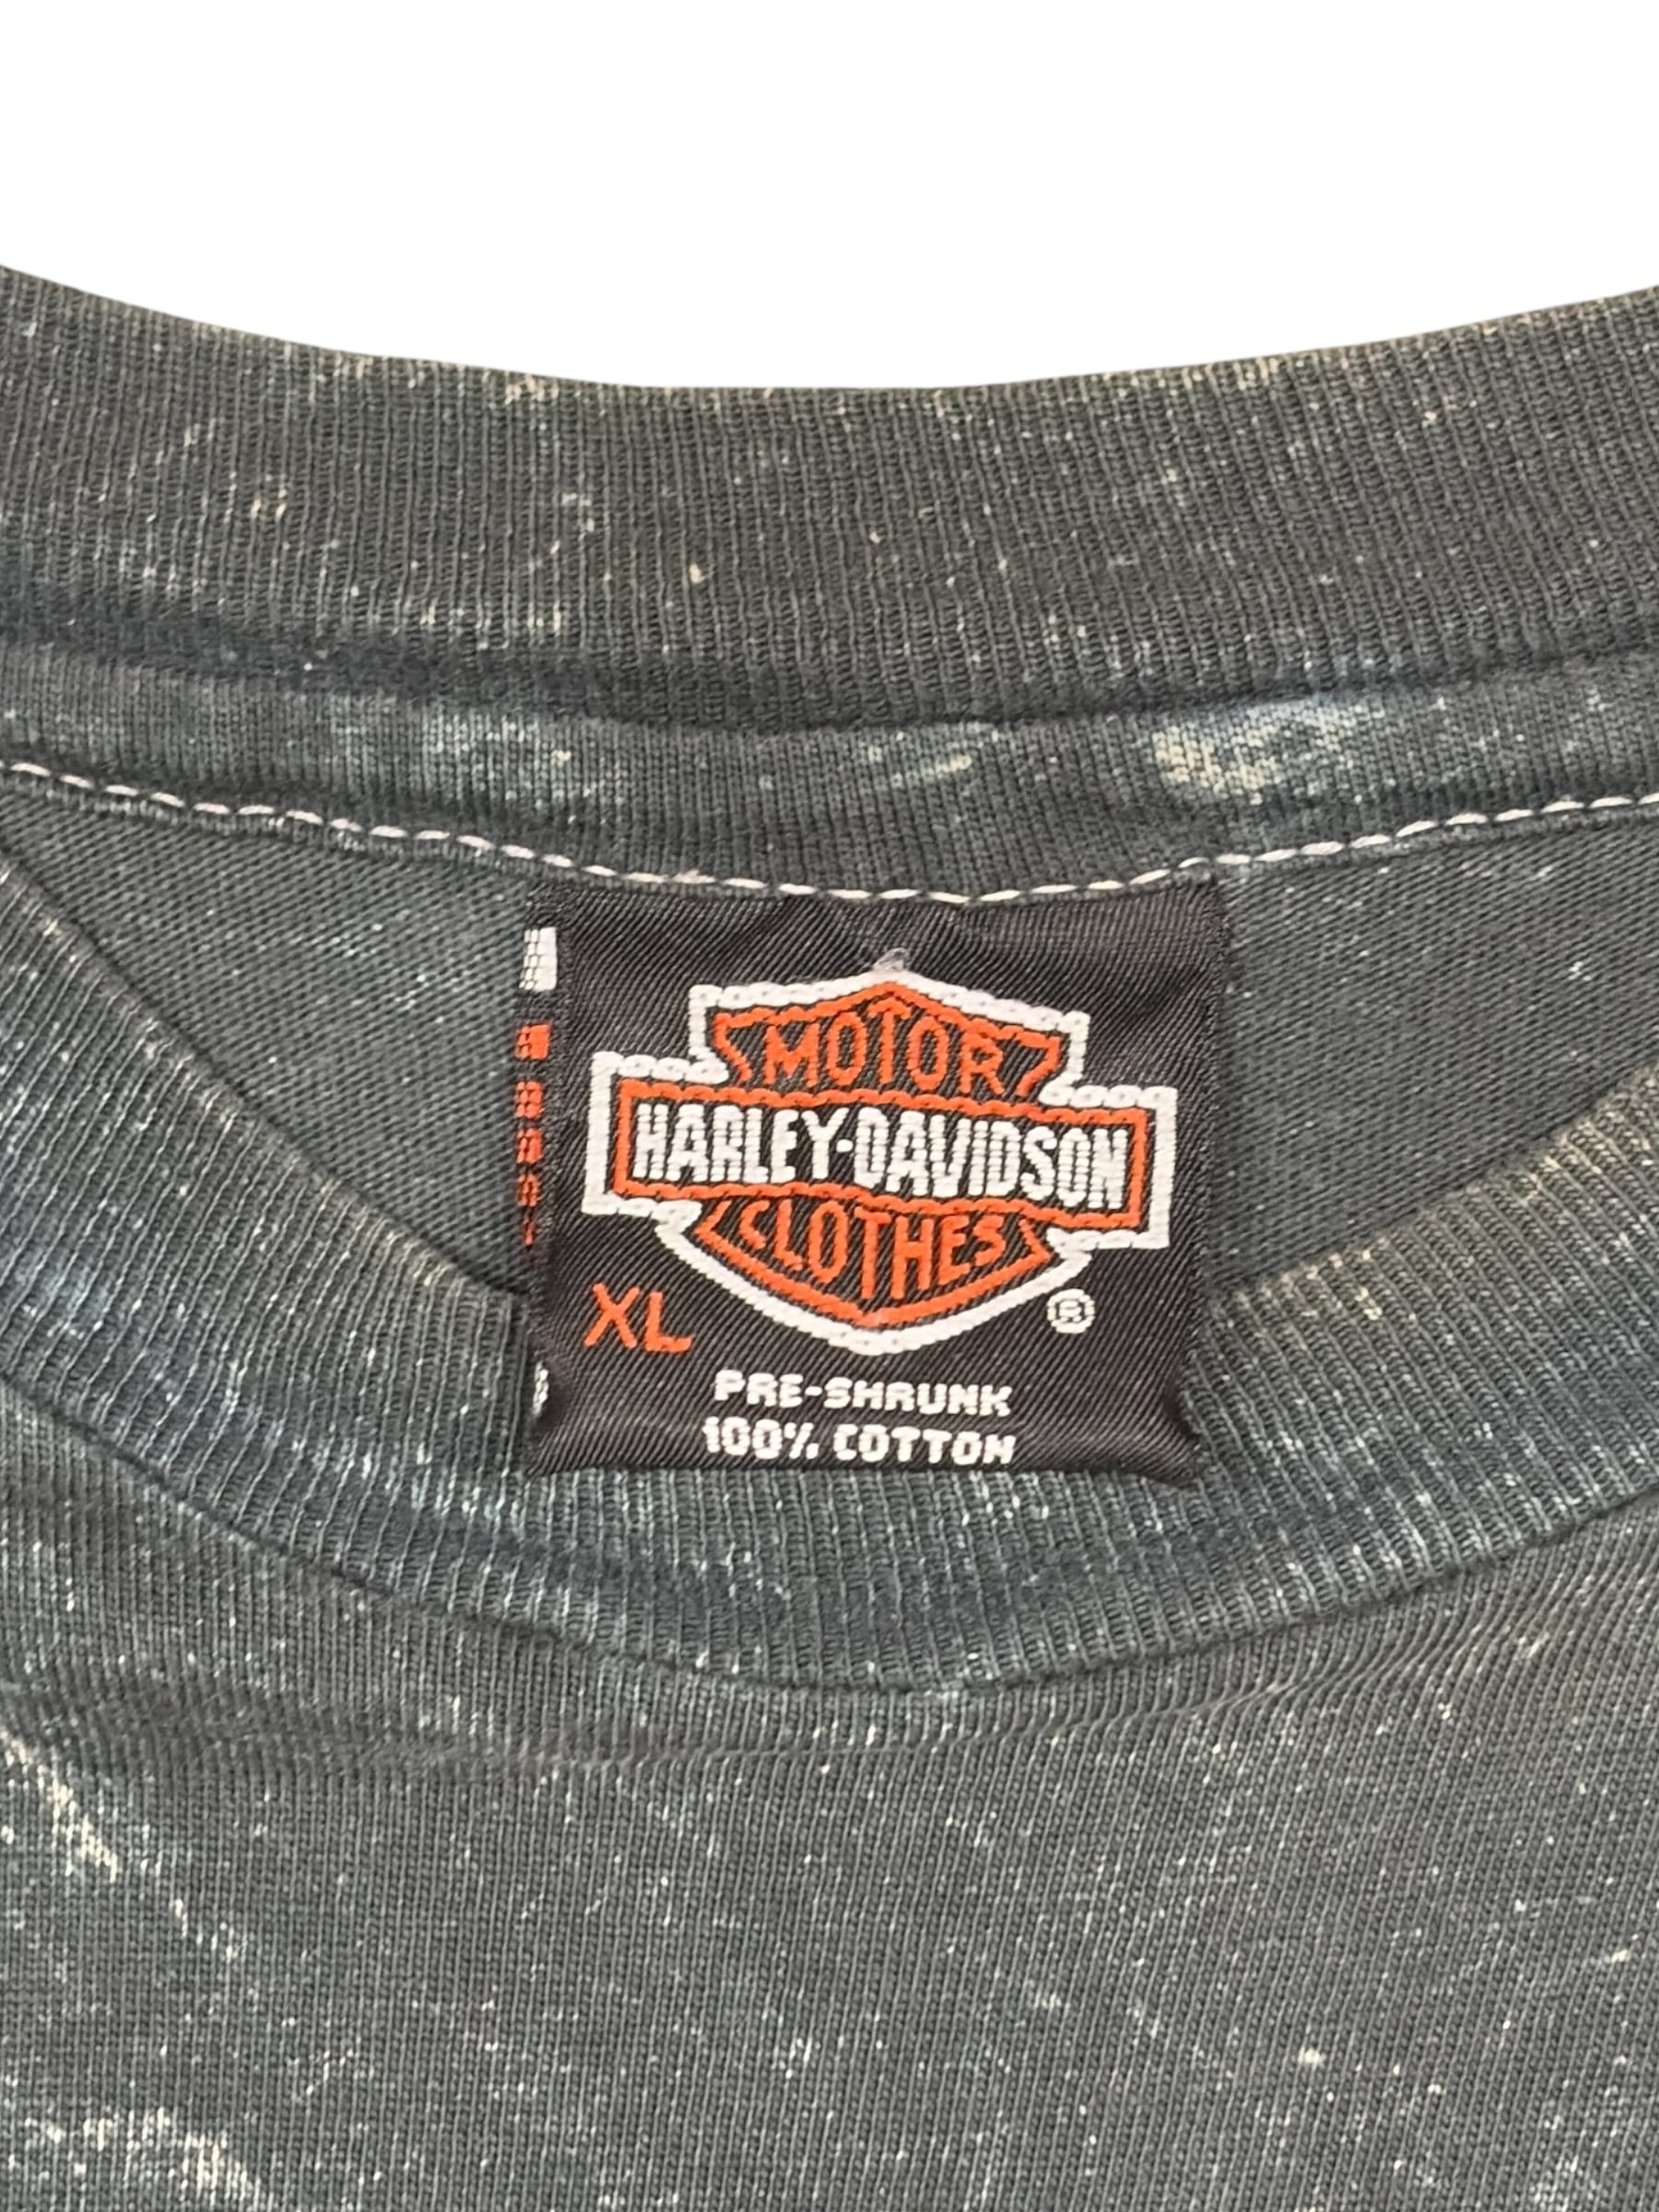 MOTOR
HARLEY-DAVIDSON
CLOTHES
®
XL
PRE-SHRUNK
100% COTTON